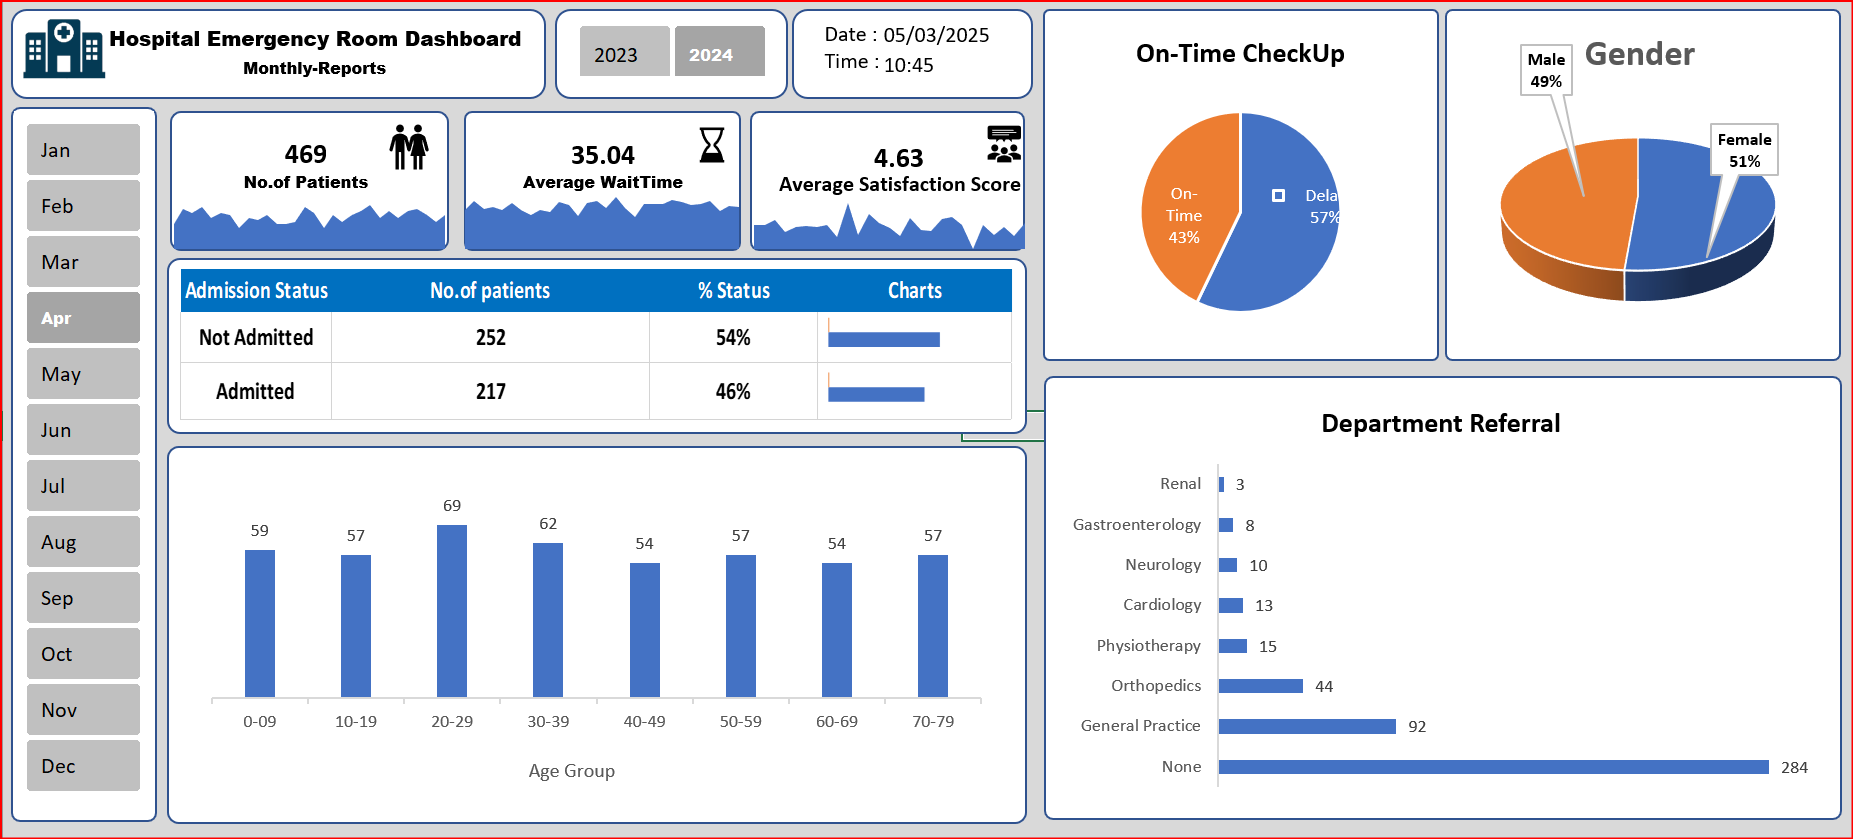 Hospital Emergency Room Dashboard
Monthly-Reports
2023
2024
Date : 05/03/2025
Time : 10:45
Jan
Feb
Mar
Apr
May
Jun
Jul
Aug
Sep
Oct
Nov
Dec
469
No.of Patients
35.04
Average WaitTime
4.63
Average Satisfaction Score
Admission Status No.of patients % Status Charts
Not Admitted 252 54%
Admitted 217 46%
59 57 69 62 54 57 54 57
0-09 10-19 20-29 30-39 40-49 50-59 60-69 70-79
Age Group
On-Time CheckUp
On-
Time
43%
Dela
57%
Gender
Male
49%
Female
51%
Department Referral
Renal 3
Gastroenterology 8
Neurology 10
Cardiology 13
Physiotherapy 15
Orthopedics 44
General Practice 92
None 284